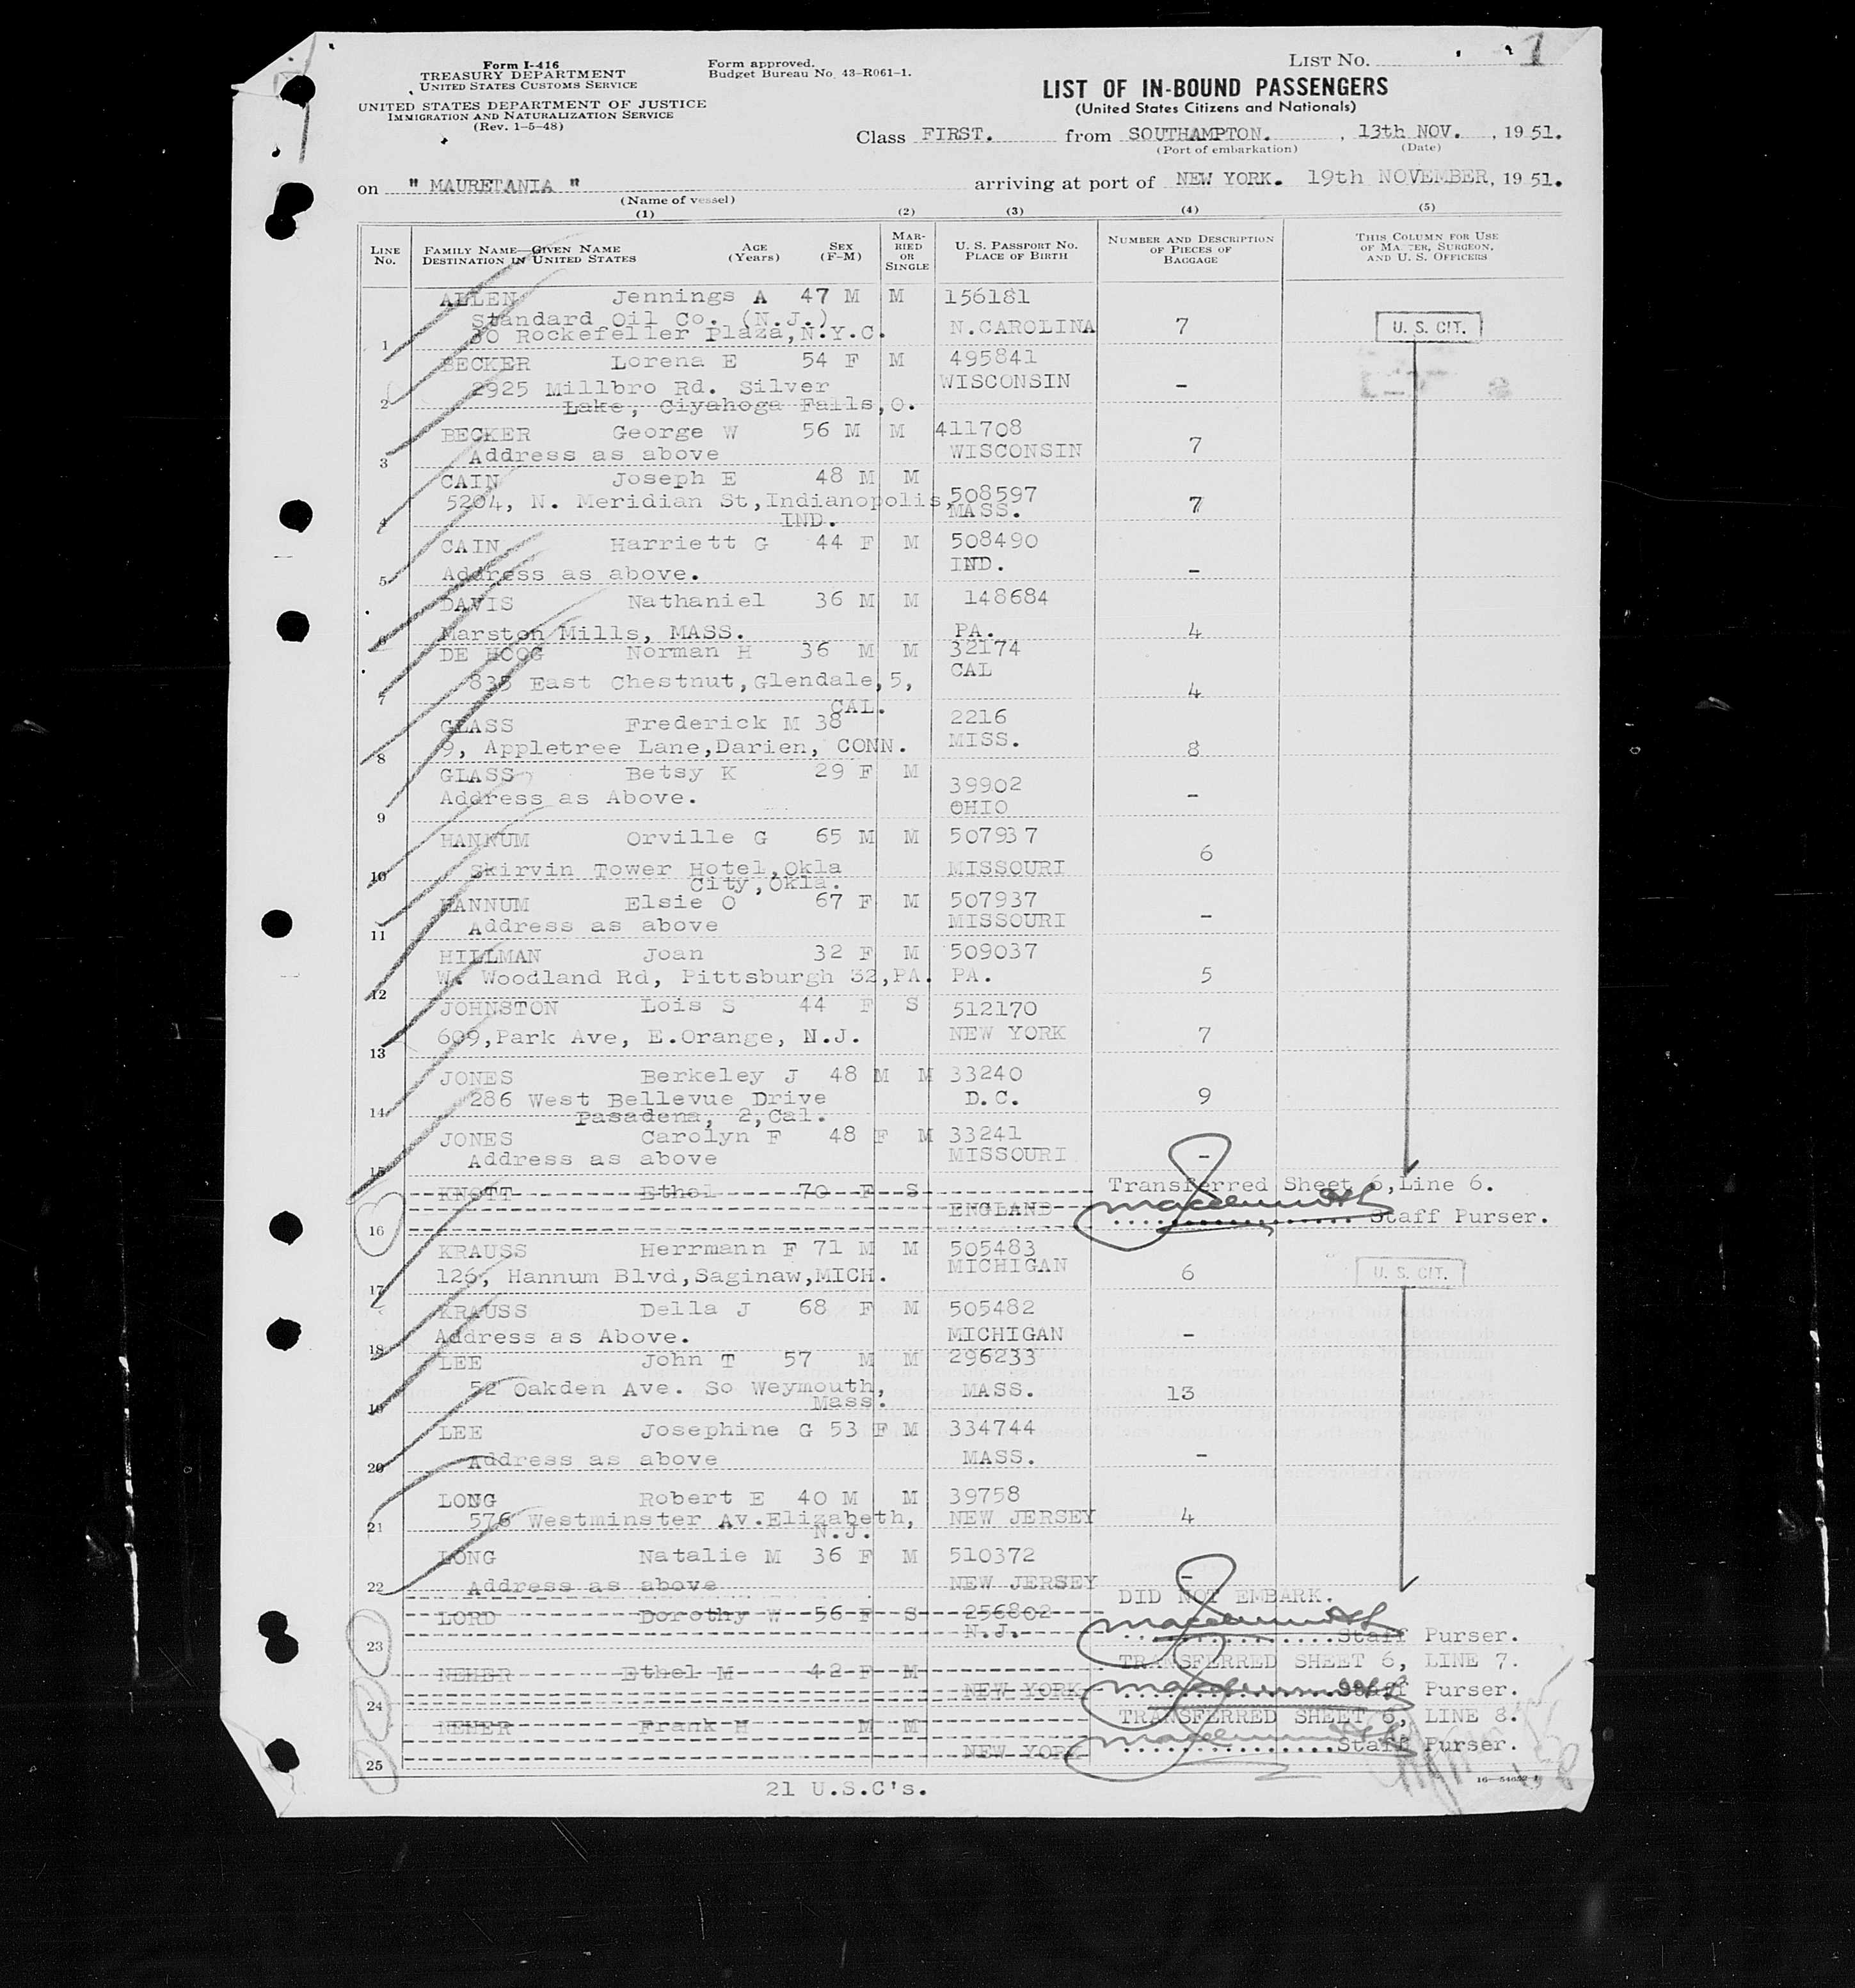 Form I-416
TREASURY DEPARTMENT
UNITED STATES CUSTOMS SERVICE
UNITED STATES DEPARTMENT OF JUSTICE
IMMIGRATION AND NATURALIZATION SERVICE
(Rev. 1-5-48)
Form approved.
Budget Bureau No. 43-R061-1.
LIST NO. 1
LIST OF IN-BOUND PASSENGERS
(United States Citizens and Nationals)
Class FIRST. from SOUTHAMPTON. , 13th NOV. , 19 51.
(Port of embarkation) (Date)
on " MAURETANIA " arriving at port of NEW YORK. 19th NOVEMBER, 19 51.
(Name of vessel)
(1) (2) (3) (4) (5)
LINE No. FAMILY NAME—GIVEN NAME DESTINATION IN UNITED STATES AGE (Years) SEX (F-M) MARRIED OR SINGLE U. S. PASSPORT No. PLACE OF BIRTH NUMBER AND DESCRIPTION OF PIECES OF BAGGAGE THIS COLUMN FOR USE OF MASTER, SURGEON, AND U. S. OFFICERS
ALLEN Jennings A 47 M M 156181
Standard Oil Co. (N.J.)
1 30 Rockefeller Plaza,N.Y.C. N.CAROLINA 7 U. S. CIT.
BECKER Lorena E 54 F M 495841
2925 Millbro Rd. Silver WISCONSIN -
2 Lake, Ciyahoga Falls,O.
BECKER George W 56 M M 411708
3 Address as above WISCONSIN 7
CAIN Joseph E 48 M M
5204, N. Meridian St,Indianopolis, 508597
4 IND. MASS. 7
CAIN Harriett G 44 F M 508490
5 Address as above. IND. -
DAVIS Nathaniel 36 M M 148684
6 Marston Mills, MASS. PA. 4
DE HOOG Norman H 36 M M 32174
835 East Chestnut,Glendale,5, CAL
7 CAL. 4
GLASS Frederick M 38 2216
8 9, Appletree Lane,Darien, CONN. MISS. 8
GLASS Betsy K 29 F M 39902
9 Address as Above. OHIO -
HANNUM Orville G 65 M M 507937
10 Skirvin Tower Hotel,Okla MISSOURI 6
City,Okla.
HANNUM Elsie O 67 F M 507937
11 Address as above MISSOURI -
HILLMAN Joan 32 F M 509037
12 W. Woodland Rd, Pittsburgh 32,PA. PA. 5
JOHNSTON Lois S 44 F S 512170
13 609,Park Ave, E.Orange, N.J. NEW YORK 7
JONES Berkeley J 48 M M 33240
286 West Bellevue Drive D.C. 9
14 Pasadena, 2,Cal.
JONES Carolyn F 48 F M 33241
15 Address as above MISSOURI -
KNOTT Ethel 70 F S Transferred Sheet 6,Line 6.
16 ENGLAND Staff Purser.
KRAUSS Herrmann F 71 M M 505483
17 126, Hannum Blvd,Saginaw,MICH. MICHIGAN 6 U. S. CIT.
KRAUSS Della J 68 F M 505482
18 Address as Above. MICHIGAN -
LEE John T 57 M M 296233
52 Oakden Ave. So Weymouth, MASS. 13
19 Mass.
LEE Josephine G 53 F M 334744
20 Address as above MASS. -
LONG Robert E 40 M M 39758
21 576 Westminster Av.Elizabeth, NEW JERSEY 4
N.J.
LONG Natalie M 36 F M 510372
22 Address as above NEW JERSEY -
LORD Dorothy W 56 F S 256802 DID NOT EMBARK.
23 N.J. Staff Purser.
NEHER Ethel M 42 F M TRANSFERRED SHEET 6, LINE 7.
24 NEW YORK Staff Purser.
NEHER Frank H M M TRANSFERRED SHEET 6, LINE 8.
25 NEW YORK Staff Purser.
21 U.S.C's.